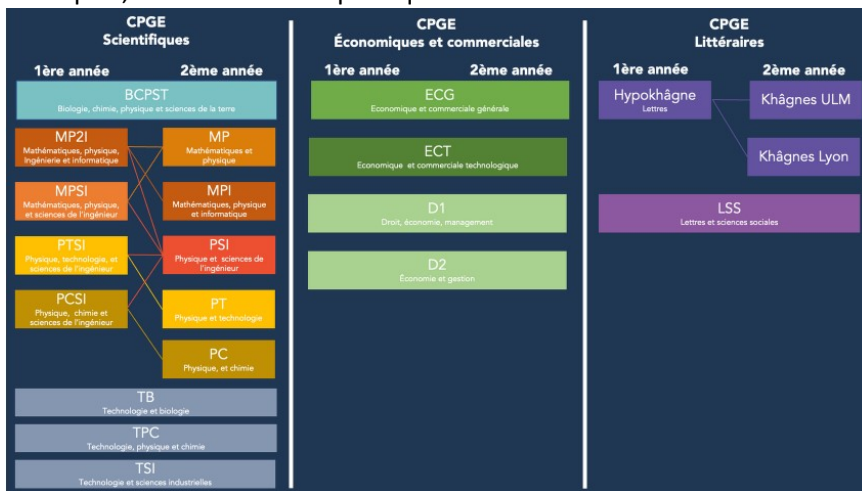 CPGE
Scientifiques
1ère année
2ème année
BCPST
Biologie, chimie, physique et sciences de la terre
MP2I
Mathématiques, physique,
Ingénierie et informatique
MP
Mathématiques et
physique
MPSI
Mathématiques, physique,
et sciences de l'ingénieur
MPI
Mathématiques, physique
et informatique
PTSI
Physique, technologie, et
sciences de l'ingénieur
PSI
Physique et sciences de
l'ingénieur
PCSI
Physique, chimie et
sciences de l'ingénieur
PT
Physique et technologie
PC
Physique, et chimie
TB
Technologie et biologie
TPC
Technologie, physique et chimie
TSI
Technologie et sciences industrielles
CPGE
Économiques et commerciales
1ère année
2ème année
ECG
Economique et commerciale générale
ECT
Economique et commerciale technologique
D1
Droit, économie, management
D2
Économie et gestion
CPGE
Littéraires
1ère année
2ème année
Hypokhâgne
Lettres
Khâgnes ULM
Khâgnes Lyon
LSS
Lettres et sciences sociales